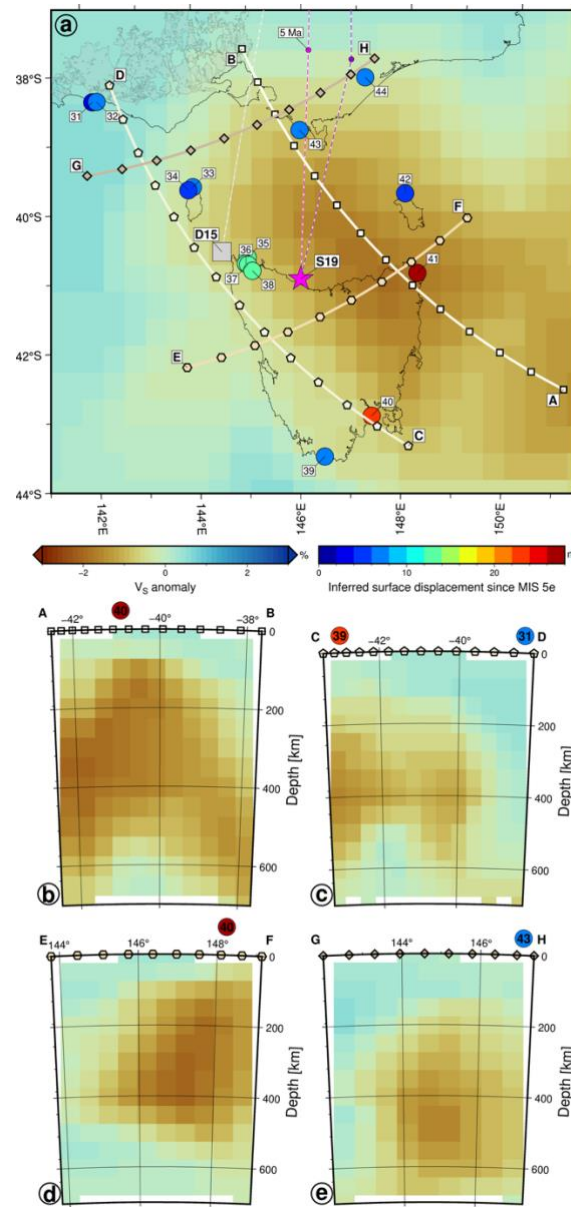 a
5 Ma
H
B
D
38°S
31
32
43
44
G
34
33
42
F
40°S
D15
35
36
S19
41
37
38
E
42°S
A
40
C
39
44°S
142°E
144°E
146°E
148°E
150°E
−2
0
2
%
0
10
20
m
VS anomaly
Inferred surface displacement since MIS 5e
A
40
B
−42°
−40°
−38°
0
200
400
600
Depth [km]
b
C
39
31
D
−42°
−40°
0
200
400
600
Depth [km]
c
E
40
F
144°
146°
148°
0
200
400
600
Depth [km]
d
G
43
H
144°
146°
0
200
400
600
Depth [km]
e